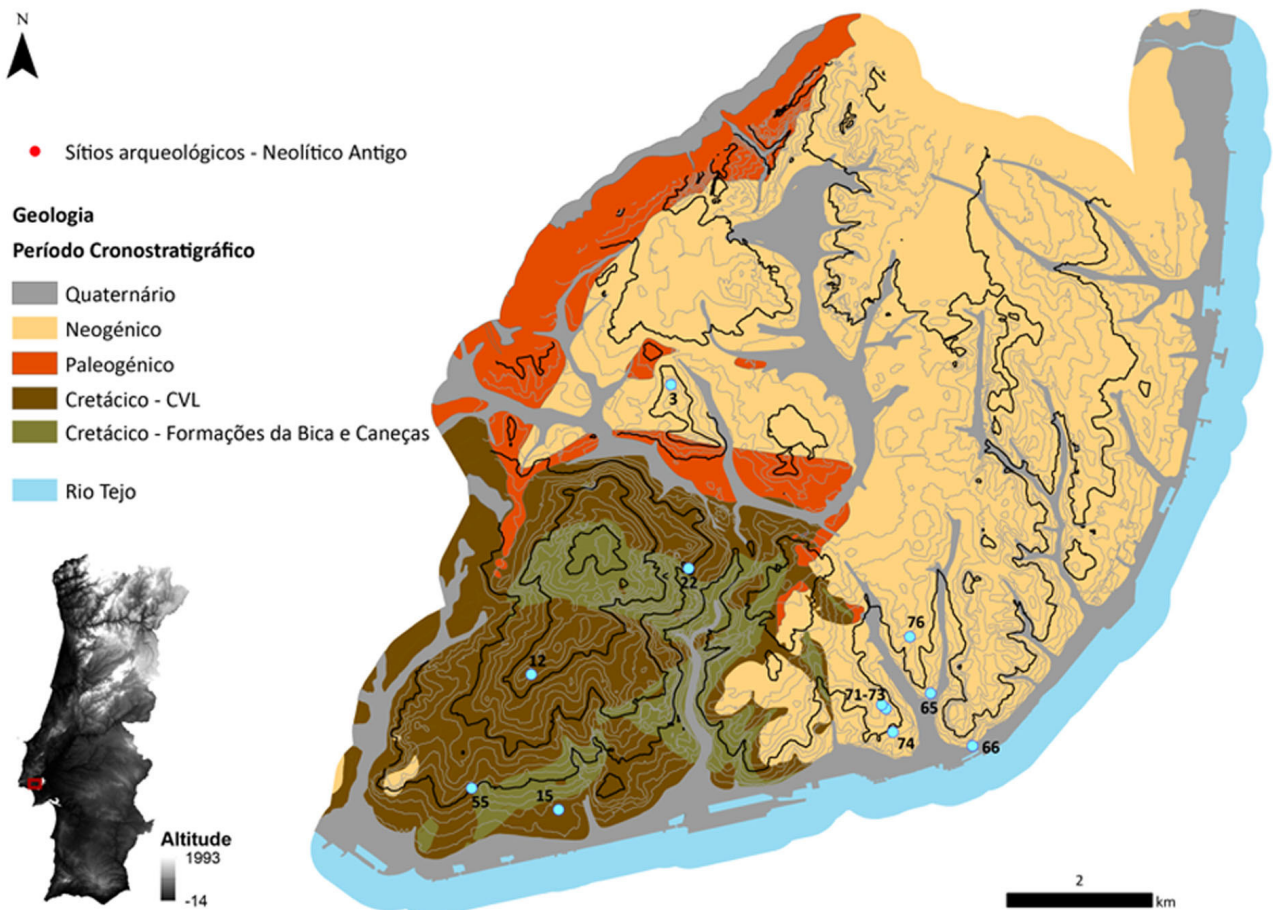 N
Sítios arqueológicos - Neolítico Antigo
Geologia
Período Cronostratigráfico
Quaternário
Neogénico
Paleogénico
Cretácico - CVL
Cretácico - Formações da Bica e Caneças
Rio Tejo
3
22
12
76
71-73
65
74
66
55
15
Altitude
1993
-14
2
km